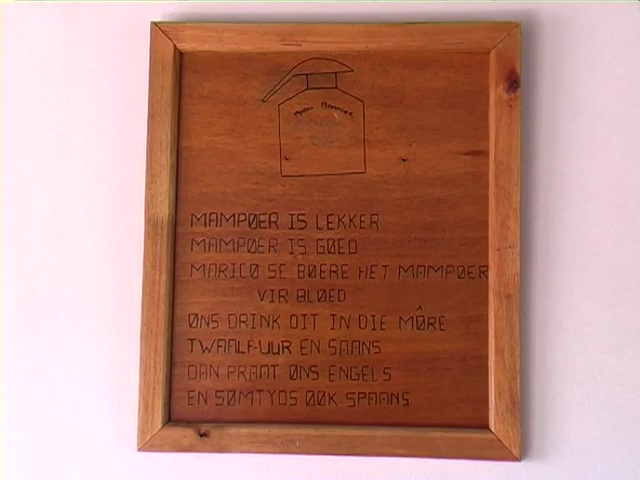 MAMPØER IS LEKKER
MAMPØER IS GØED
MARICØ SE BØERE HET MAMPØER
VIR BLØED
ØNS DRINK DIT IN DIE MÔRE
TWAALF-UUR EN SAANS
DAN PRAAT ØNS ENGELS
EN SØMTYDS ØØK SPAANS